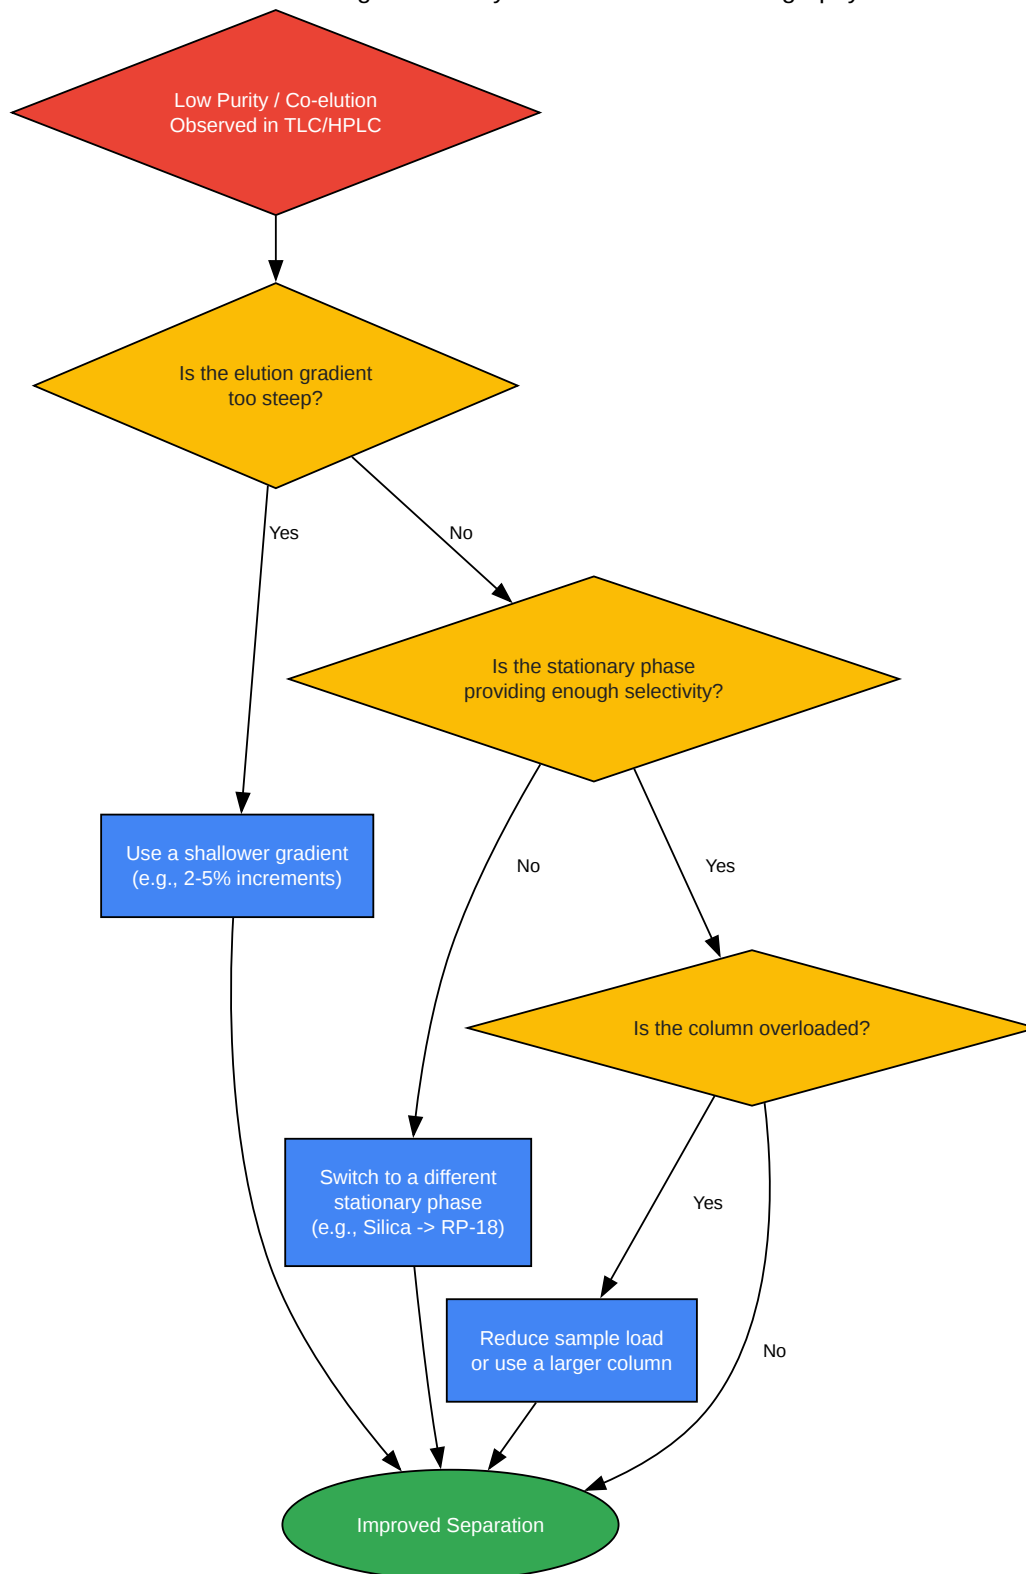 Low Purity / Co-elution
Observed in TLC/HPLC
Is the elution gradient
too steep?
Yes
No
Is the stationary phase
providing enough selectivity?
Use a shallower gradient
(e.g., 2-5% increments)
No
Yes
Is the column overloaded?
Switch to a different
stationary phase
(e.g., Silica -> RP-18)
Yes
Reduce sample load
or use a larger column
No
Improved Separation